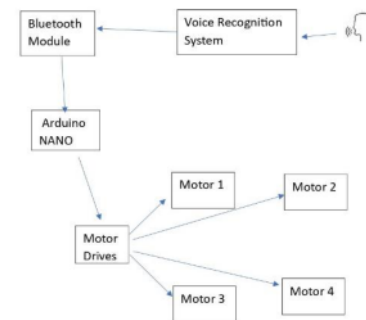 Bluetooth
Module
Voice Recognition
System
Arduino
NANO
Motor 1
Motor 2
Motor
Drives
Motor 3
Motor 4